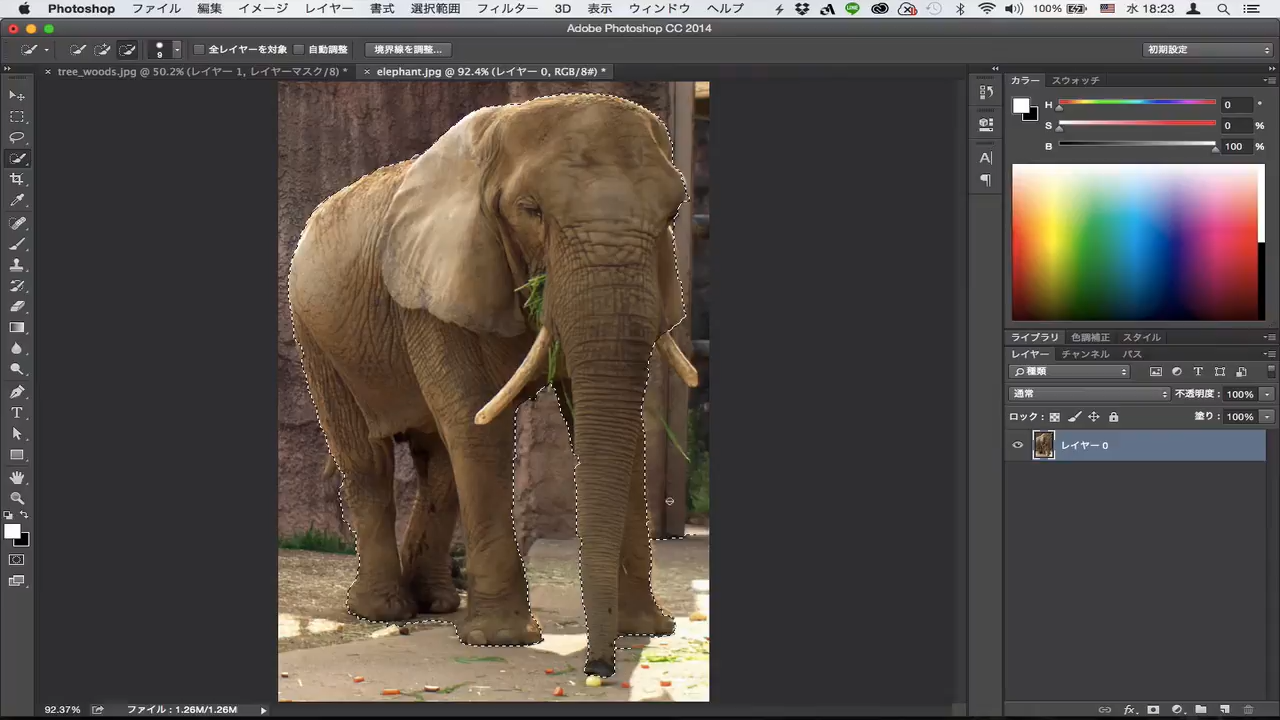 Photoshop ファイル 編集 イメージ レイヤー 書式 選択範囲 フィルター 3D 表示 ウィンドウ ヘルプ 100% 水 18:23
Adobe Photoshop CC 2014
9 全レイヤーを対象 自動調整 境界線を調整... 初期設定
× tree_woods.jpg @ 50.2% (レイヤー 1, レイヤーマスク/8) * × elephant.jpg @ 92.4% (レイヤー 0, RGB/8#) *
カラー スウォッチ
H 0 °
S 0 %
B 100 %
ライブラリ 色調補正 スタイル
レイヤー チャンネル パス
種類
通常 不透明度: 100%
ロック: 塗り: 100%
レイヤー 0
92.37% ファイル : 1.26M/1.26M